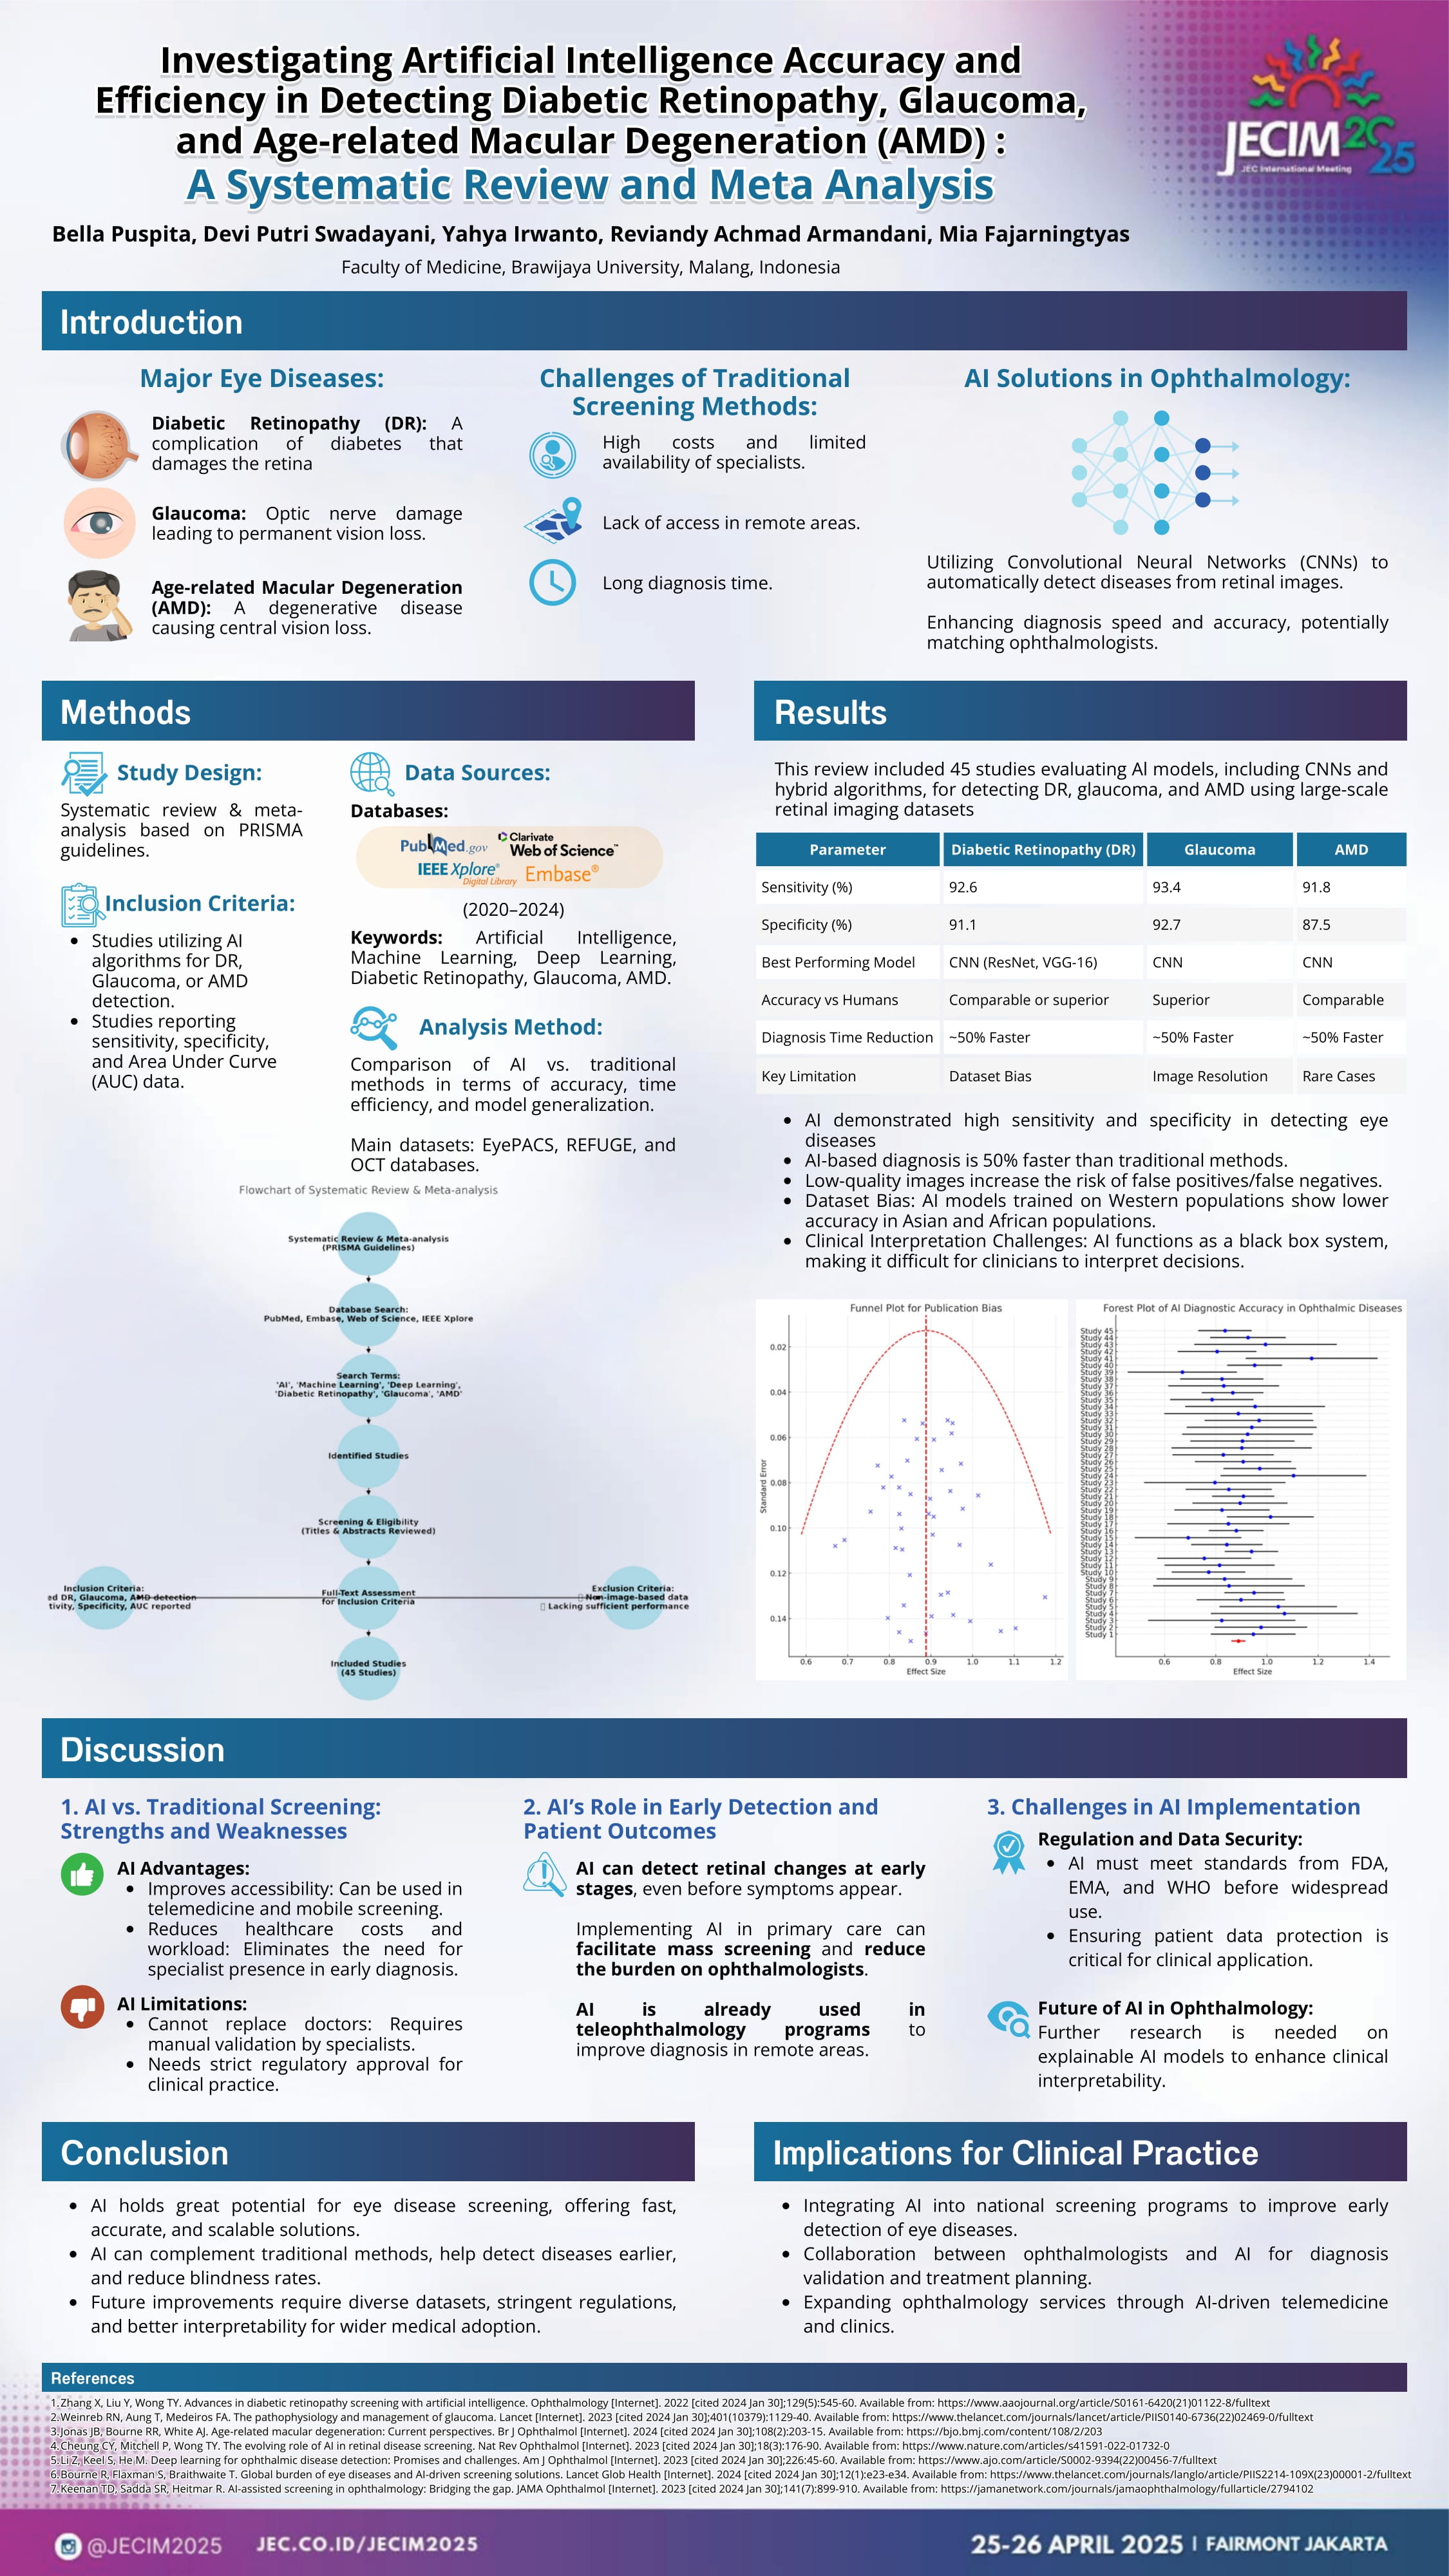 Investigating Artificial Intelligence Accuracy and
Efficiency in Detecting Diabetic Retinopathy, Glaucoma,
and Age-related Macular Degeneration (AMD) :
A Systematic Review and Meta Analysis
JECIM 2025
JEC International Meeting
Bella Puspita, Devi Putri Swadayani, Yahya Irwanto, Reviandy Achmad Armandani, Mia Fajarningtyas
Faculty of Medicine, Brawijaya University, Malang, Indonesia
Introduction
Major Eye Diseases:
Diabetic Retinopathy (DR): A
complication of diabetes that
damages the retina
Glaucoma: Optic nerve damage
leading to permanent vision loss.
Age-related Macular Degeneration
(AMD): A degenerative disease
causing central vision loss.
Challenges of Traditional
Screening Methods:
High costs and limited
availability of specialists.
Lack of access in remote areas.
Long diagnosis time.
AI Solutions in Ophthalmology:
Utilizing Convolutional Neural Networks (CNNs) to
automatically detect diseases from retinal images.
Enhancing diagnosis speed and accuracy, potentially
matching ophthalmologists.
Methods
Study Design:
Systematic review & meta-
analysis based on PRISMA
guidelines.
Inclusion Criteria:
• Studies utilizing AI
algorithms for DR,
Glaucoma, or AMD
detection.
• Studies reporting
sensitivity, specificity,
and Area Under Curve
(AUC) data.
Data Sources:
Databases:
PubMed.gov
Clarivate
Web of Science™
IEEE Xplore®
Digital Library
Embase®
(2020–2024)
Keywords: Artificial Intelligence,
Machine Learning, Deep Learning,
Diabetic Retinopathy, Glaucoma, AMD.
Analysis Method:
Comparison of AI vs. traditional
methods in terms of accuracy, time
efficiency, and model generalization.
Main datasets: EyePACS, REFUGE, and
OCT databases.
Flowchart of Systematic Review & Meta-analysis
Systematic Review & Meta-analysis
(PRISMA Guidelines)
Database Search:
PubMed, Embase, Web of Science, IEEE Xplore
Search Terms:
'AI', 'Machine Learning', 'Deep Learning',
'Diabetic Retinopathy', 'Glaucoma', 'AMD'
Identified Studies
Screening & Eligibility
(Titles & Abstracts Reviewed)
Inclusion Criteria:
ed DR, Glaucoma, AMD detection
tivity, Specificity, AUC reported
Full-Text Assessment
for Inclusion Criteria
Exclusion Criteria:
Non-image-based data
Lacking sufficient performance
Included Studies
(45 Studies)
Results
This review included 45 studies evaluating AI models, including CNNs and
hybrid algorithms, for detecting DR, glaucoma, and AMD using large-scale
retinal imaging datasets
Parameter Diabetic Retinopathy (DR) Glaucoma AMD
Sensitivity (%) 92.6 93.4 91.8
Specificity (%) 91.1 92.7 87.5
Best Performing Model CNN (ResNet, VGG-16) CNN CNN
Accuracy vs Humans Comparable or superior Superior Comparable
Diagnosis Time Reduction ~50% Faster ~50% Faster ~50% Faster
Key Limitation Dataset Bias Image Resolution Rare Cases
• AI demonstrated high sensitivity and specificity in detecting eye
diseases
• AI-based diagnosis is 50% faster than traditional methods.
• Low-quality images increase the risk of false positives/false negatives.
• Dataset Bias: AI models trained on Western populations show lower
accuracy in Asian and African populations.
• Clinical Interpretation Challenges: AI functions as a black box system,
making it difficult for clinicians to interpret decisions.
Funnel Plot for Publication Bias
Standard Error
0.02
0.04
0.06
0.08
0.10
0.12
0.14
0.6 0.7 0.8 0.9 1.0 1.1 1.2
Effect Size
Forest Plot of AI Diagnostic Accuracy in Ophthalmic Diseases
Study 45
Study 44
Study 43
Study 42
Study 41
Study 40
Study 39
Study 38
Study 37
Study 36
Study 35
Study 34
Study 33
Study 32
Study 31
Study 30
Study 29
Study 28
Study 27
Study 26
Study 25
Study 24
Study 23
Study 22
Study 21
Study 20
Study 19
Study 18
Study 17
Study 16
Study 15
Study 14
Study 13
Study 12
Study 11
Study 10
Study 9
Study 8
Study 7
Study 6
Study 5
Study 4
Study 3
Study 2
Study 1
0.6 0.8 1.0 1.2 1.4
Effect Size
Discussion
1. AI vs. Traditional Screening:
Strengths and Weaknesses
AI Advantages:
• Improves accessibility: Can be used in
telemedicine and mobile screening.
• Reduces healthcare costs and
workload: Eliminates the need for
specialist presence in early diagnosis.
AI Limitations:
• Cannot replace doctors: Requires
manual validation by specialists.
• Needs strict regulatory approval for
clinical practice.
2. AI’s Role in Early Detection and
Patient Outcomes
AI can detect retinal changes at early
stages, even before symptoms appear.
Implementing AI in primary care can
facilitate mass screening and reduce
the burden on ophthalmologists.
AI is already used in
teleophthalmology programs to
improve diagnosis in remote areas.
3. Challenges in AI Implementation
Regulation and Data Security:
• AI must meet standards from FDA,
EMA, and WHO before widespread
use.
• Ensuring patient data protection is
critical for clinical application.
Future of AI in Ophthalmology:
Further research is needed on
explainable AI models to enhance clinical
interpretability.
Conclusion
• AI holds great potential for eye disease screening, offering fast,
accurate, and scalable solutions.
• AI can complement traditional methods, help detect diseases earlier,
and reduce blindness rates.
• Future improvements require diverse datasets, stringent regulations,
and better interpretability for wider medical adoption.
Implications for Clinical Practice
• Integrating AI into national screening programs to improve early
detection of eye diseases.
• Collaboration between ophthalmologists and AI for diagnosis
validation and treatment planning.
• Expanding ophthalmology services through AI-driven telemedicine
and clinics.
References
1. Zhang X, Liu Y, Wong TY. Advances in diabetic retinopathy screening with artificial intelligence. Ophthalmology [Internet]. 2022 [cited 2024 Jan 30];129(5):545-60. Available from: https://www.aaojournal.org/article/S0161-6420(21)01122-8/fulltext
2. Weinreb RN, Aung T, Medeiros FA. The pathophysiology and management of glaucoma. Lancet [Internet]. 2023 [cited 2024 Jan 30];401(10379):1129-40. Available from: https://www.thelancet.com/journals/lancet/article/PIIS0140-6736(22)02469-0/fulltext
3. Jonas JB, Bourne RR, White AJ. Age-related macular degeneration: Current perspectives. Br J Ophthalmol [Internet]. 2024 [cited 2024 Jan 30];108(2):203-15. Available from: https://bjo.bmj.com/content/108/2/203
4. Cheung CY, Mitchell P, Wong TY. The evolving role of AI in retinal disease screening. Nat Rev Ophthalmol [Internet]. 2023 [cited 2024 Jan 30];18(3):176-90. Available from: https://www.nature.com/articles/s41591-022-01732-0
5. Li Z, Keel S, He M. Deep learning for ophthalmic disease detection: Promises and challenges. Am J Ophthalmol [Internet]. 2023 [cited 2024 Jan 30];226:45-60. Available from: https://www.ajo.com/article/S0002-9394(22)00456-7/fulltext
6. Bourne R, Flaxman S, Braithwaite T. Global burden of eye diseases and AI-driven screening solutions. Lancet Glob Health [Internet]. 2024 [cited 2024 Jan 30];12(1):e23-e34. Available from: https://www.thelancet.com/journals/langlo/article/PIIS2214-109X(23)00001-2/fulltext
7. Keenan TD, Sadda SR, Heitmar R. AI-assisted screening in ophthalmology: Bridging the gap. JAMA Ophthalmol [Internet]. 2023 [cited 2024 Jan 30];141(7):899-910. Available from: https://jamanetwork.com/journals/jamaophthalmology/fullarticle/2794102
@JECIM2025 JEC.CO.ID/JECIM2025 25-26 APRIL 2025 | FAIRMONT JAKARTA